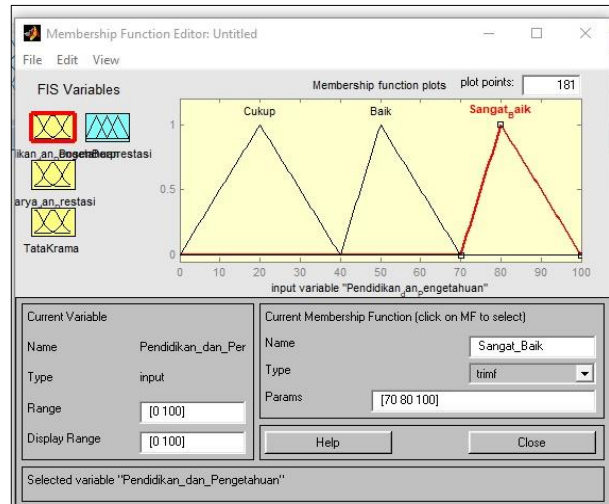 Membership Function Editor: Untitled
File Edit View
FIS Variables
Membership function plots plot points: 181
TataKrama
Cukup Baik Sangat_Baik
1
0.5
0
0 10 20 30 40 50 60 70 80 90 100
input variable "Pendidikan_dan_Pengetahuan"
Current Variable
Name Pendidikan_dan_Per
Type input
Range [0 100]
Display Range [0 100]
Current Membership Function (click on MF to select)
Name Sangat_Baik
Type trimf
Params [70 80 100]
Help Close
Selected variable "Pendidikan_dan_Pengetahuan"